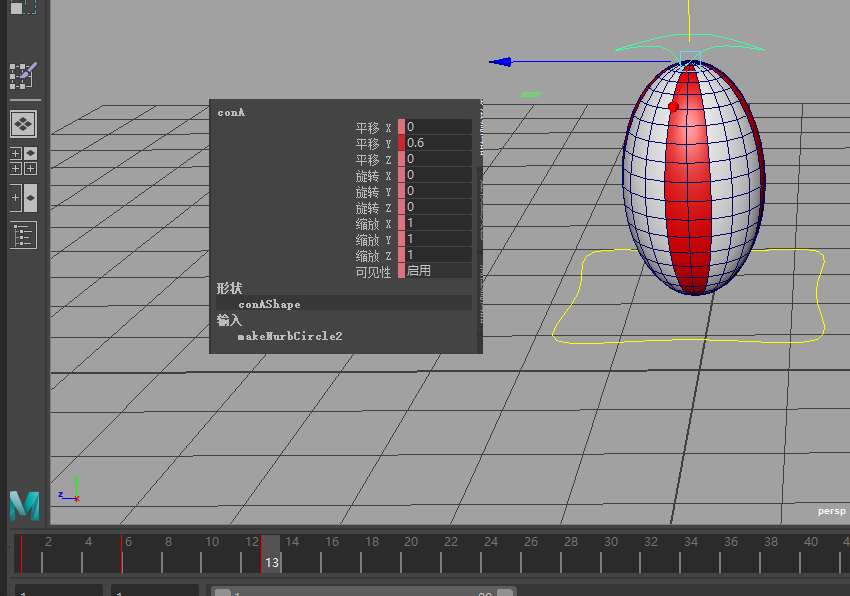 conA
平移 X 0
平移 Y 0.6
平移 Z 0
旋转 X 0
旋转 Y 0
旋转 Z 0
缩放 X 1
缩放 Y 1
缩放 Z 1
可见性 启用
形状
conAShape
输入
makeNurbCircle2
z
persp
2 4 6 8 10 12 14 16 18 20 22 24 26 28 30 32 34 36 38 40
13